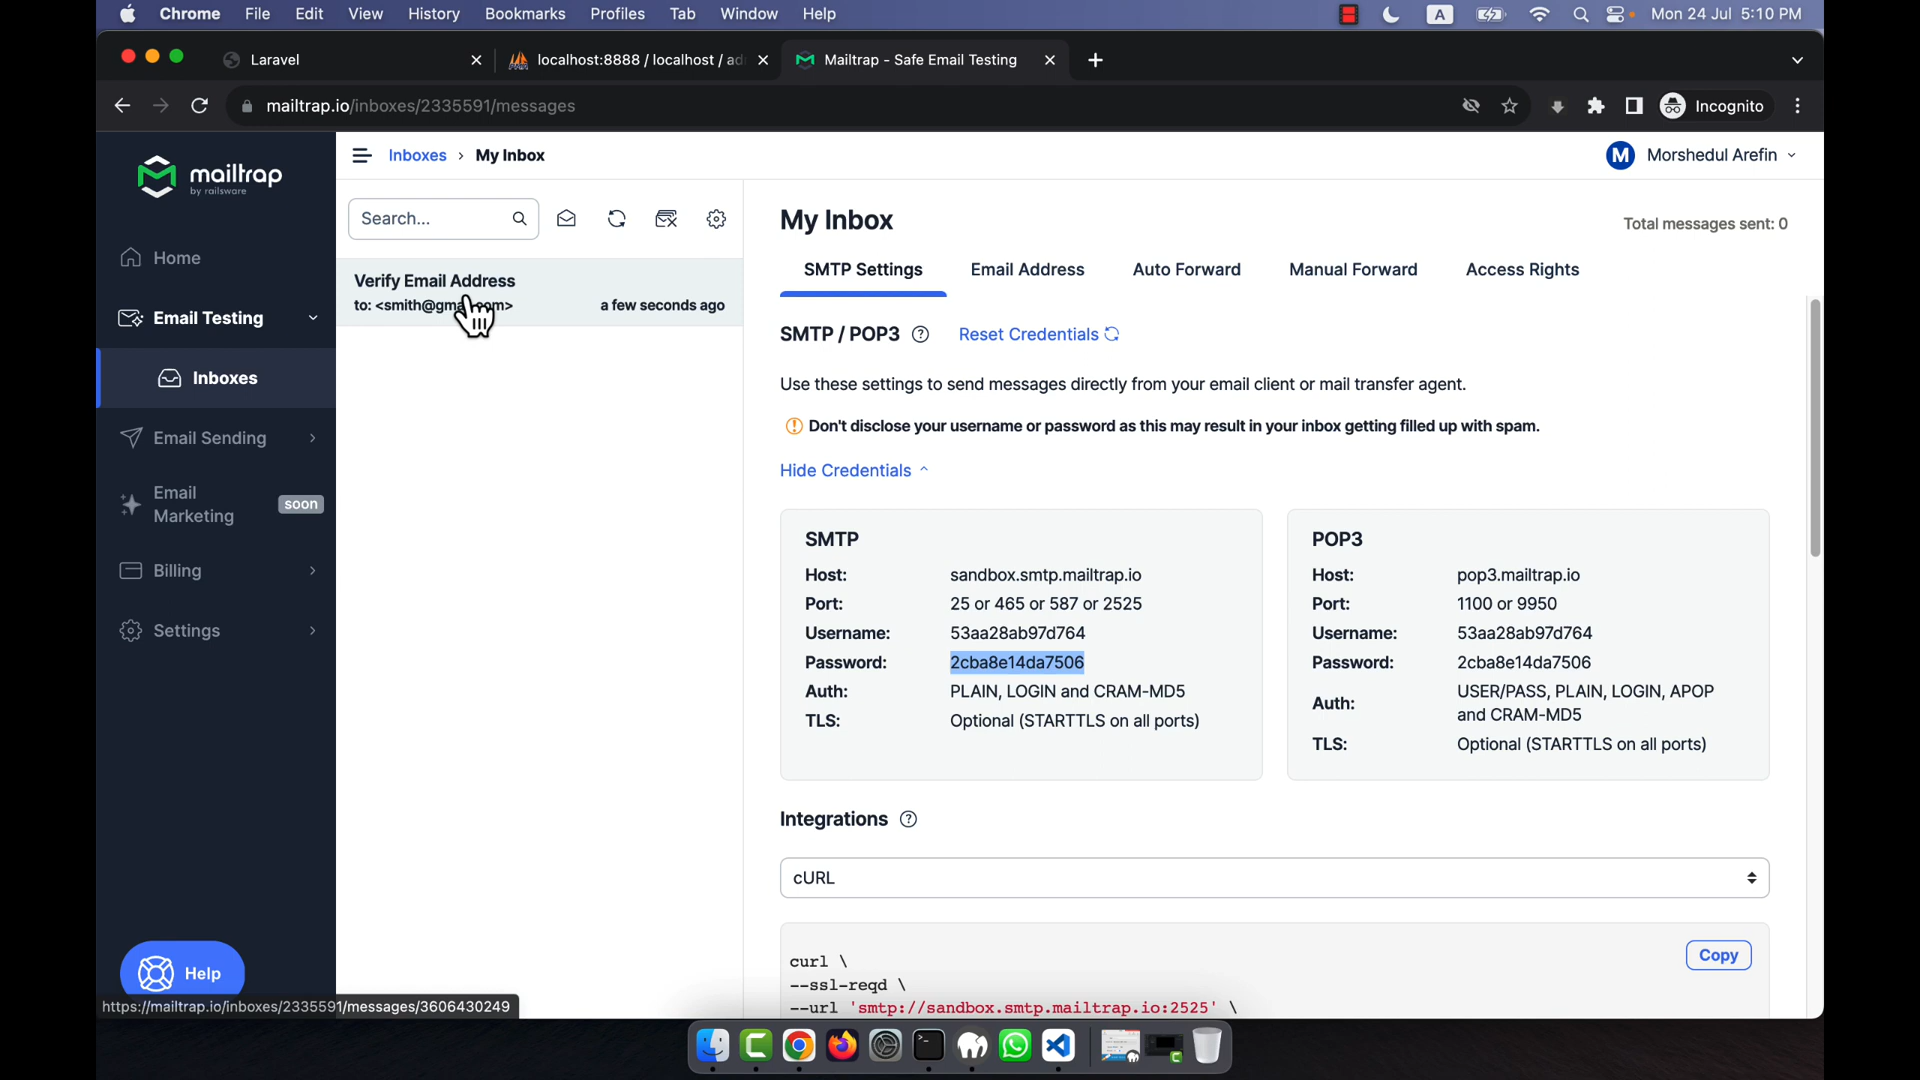 Chrome File Edit View History Bookmarks Profiles Tab Window Help A Mon 24 Jul 5:10 PM
Laravel localhost:8888 / localhost / ad Mailtrap - Safe Email Testing
mailtrap.io/inboxes/2335591/messages Incognito
mailtrap
by railsware
Inboxes > My Inbox
M Morshedul Arefin
Home
Email Testing
Inboxes
Email Sending
Email
Marketing
soon
Billing
Settings
Help
https://mailtrap.io/inboxes/2335591/messages/3606430249
Search...
Verify Email Address
to: <smith@gma com> a few seconds ago
My Inbox
Total messages sent: 0
SMTP Settings Email Address Auto Forward Manual Forward Access Rights
SMTP / POP3 ? Reset Credentials
Use these settings to send messages directly from your email client or mail transfer agent.
Don't disclose your username or password as this may result in your inbox getting filled up with spam.
Hide Credentials
SMTP
Host: sandbox.smtp.mailtrap.io
Port: 25 or 465 or 587 or 2525
Username: 53aa28ab97d764
Password: 2cba8e14da7506
Auth: PLAIN, LOGIN and CRAM-MD5
TLS: Optional (STARTTLS on all ports)
POP3
Host: pop3.mailtrap.io
Port: 1100 or 9950
Username: 53aa28ab97d764
Password: 2cba8e14da7506
Auth: USER/PASS, PLAIN, LOGIN, APOP
and CRAM-MD5
TLS: Optional (STARTTLS on all ports)
Integrations ?
cURL
Copy
curl \
--ssl-reqd \
--url 'smtp://sandbox.smtp.mailtrap.io:2525' \